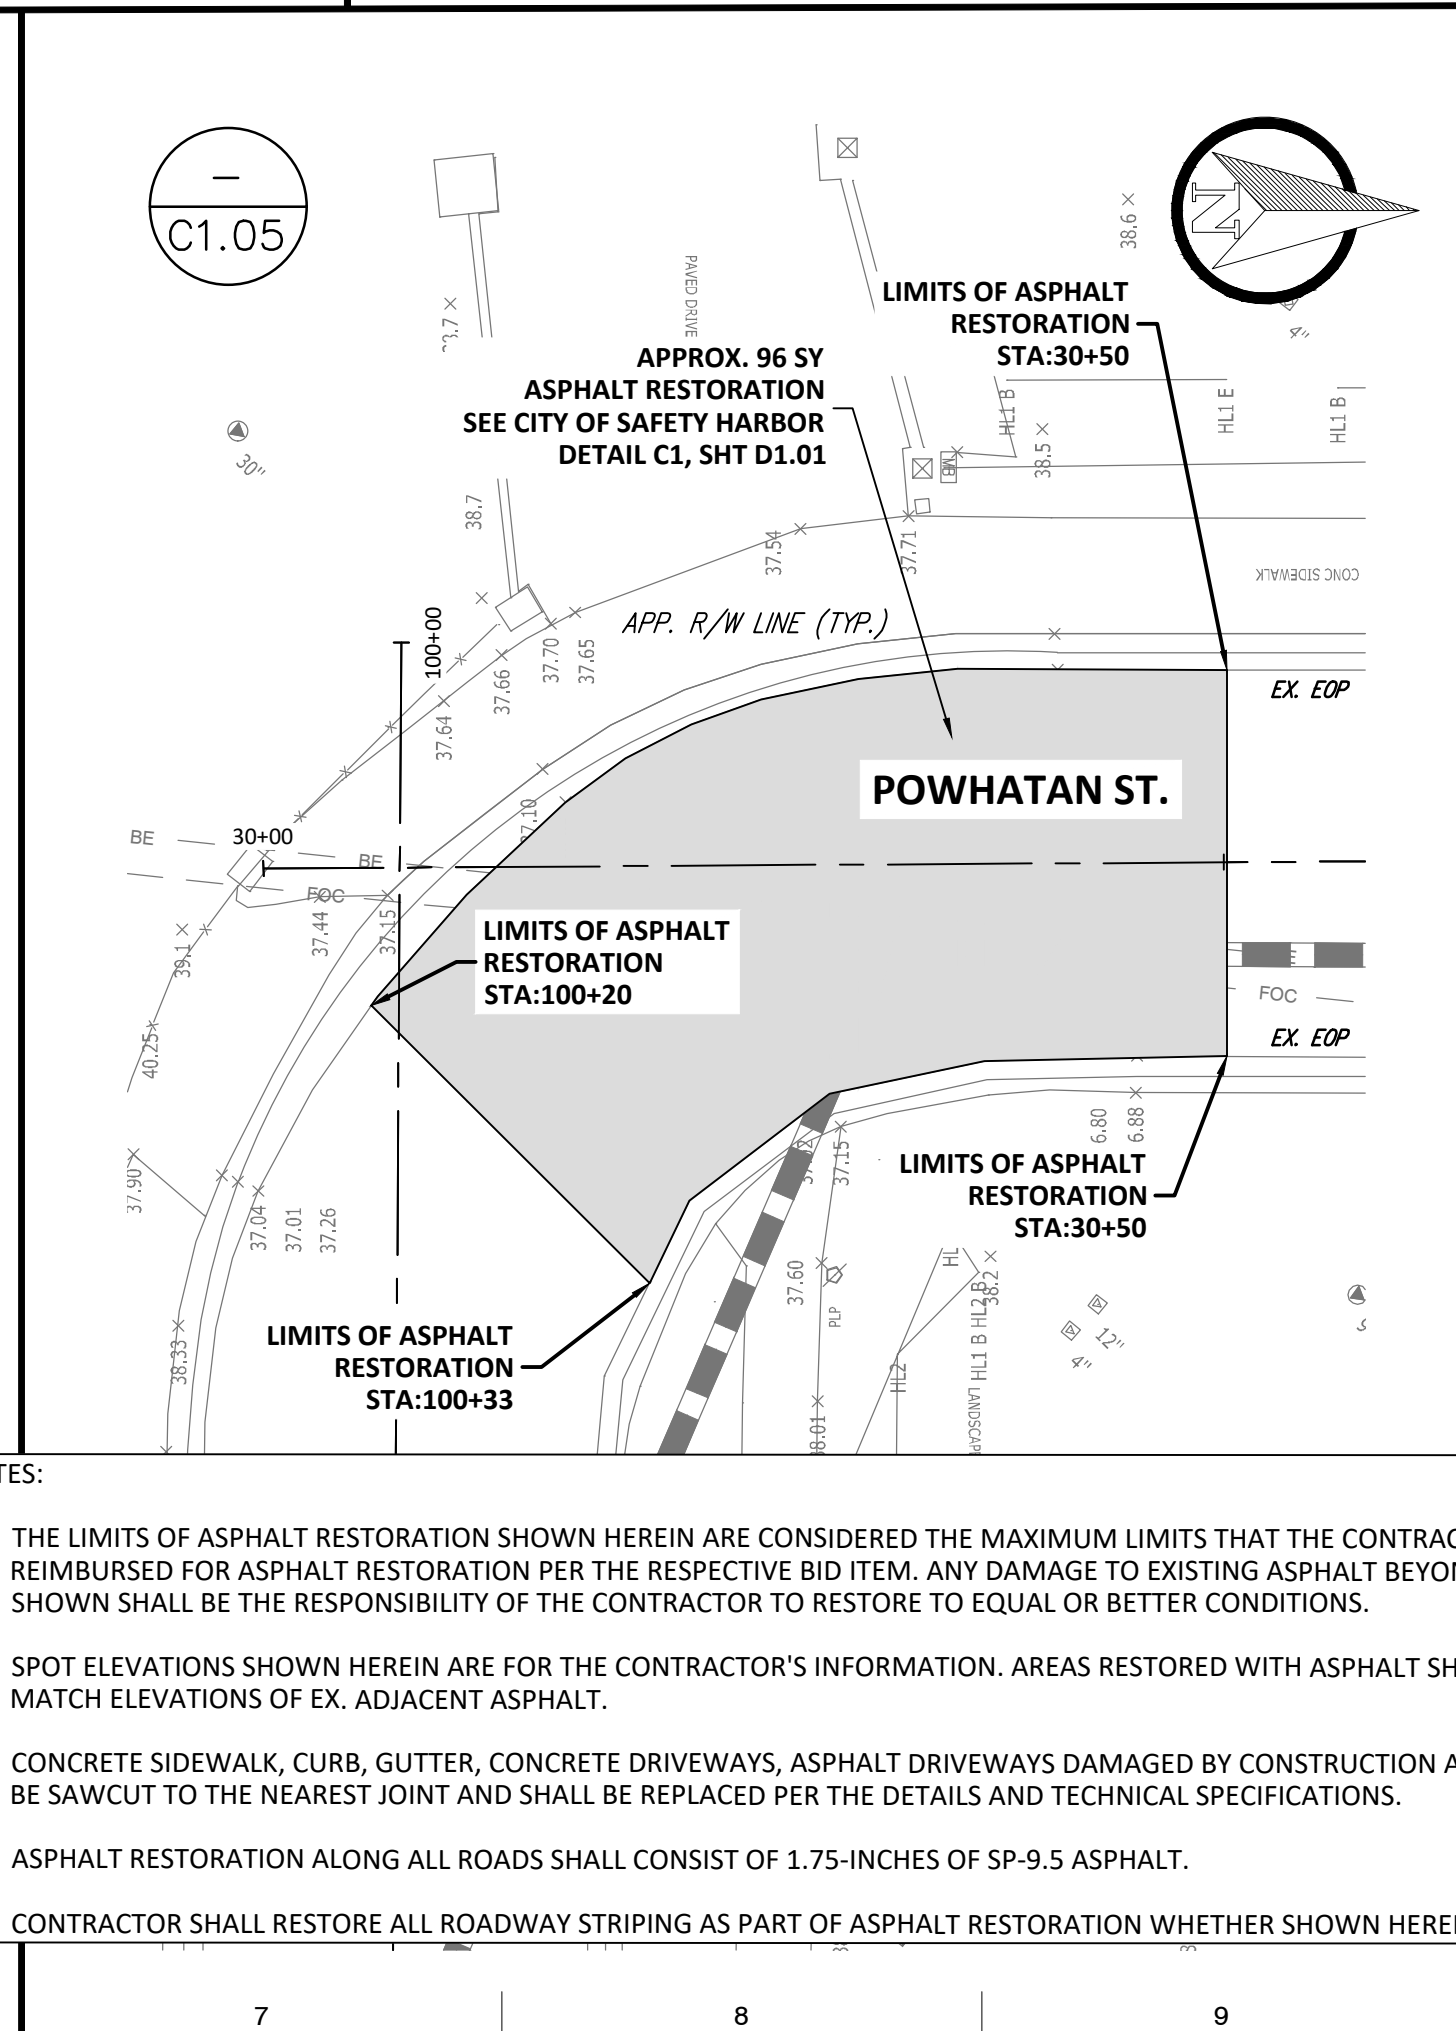 –
C1.05
N
38.6
4"
LIMITS OF ASPHALT
RESTORATION
STA:30+50
PAVED DRIVE
APPROX. 96 SY
ASPHALT RESTORATION
SEE CITY OF SAFETY HARBOR
DETAIL C1, SHT D1.01
HL1 B
HL1 E
HL1 B
30"
38.5
MB
38.7
37.54
37.71
CONC SIDEWALK
100+00
APP. R/W LINE (TYP.)
37.70
37.65
37.66
37.64
EX. EOP
POWHATAN ST.
37.10
BE
30+00
BE
FOC
37.44
37.15
39.1
LIMITS OF ASPHALT
RESTORATION
STA:100+20
FOC
EX. EOP
40.25
6.80
6.88
37.15
LIMITS OF ASPHALT
RESTORATION
STA:30+50
37.90
37.04
37.01
37.26
37.60
PLP
HL
38.2
HL1 B HL2 B
LANDSCAPE
12"
4"
LIMITS OF ASPHALT
RESTORATION
STA:100+33
38.33
HL2
38.01
TES:
THE LIMITS OF ASPHALT RESTORATION SHOWN HEREIN ARE CONSIDERED THE MAXIMUM LIMITS THAT THE CONTRAC
REIMBURSED FOR ASPHALT RESTORATION PER THE RESPECTIVE BID ITEM. ANY DAMAGE TO EXISTING ASPHALT BEYON
SHOWN SHALL BE THE RESPONSIBILITY OF THE CONTRACTOR TO RESTORE TO EQUAL OR BETTER CONDITIONS.
SPOT ELEVATIONS SHOWN HEREIN ARE FOR THE CONTRACTOR'S INFORMATION. AREAS RESTORED WITH ASPHALT SH
MATCH ELEVATIONS OF EX. ADJACENT ASPHALT.
CONCRETE SIDEWALK, CURB, GUTTER, CONCRETE DRIVEWAYS, ASPHALT DRIVEWAYS DAMAGED BY CONSTRUCTION A
BE SAWCUT TO THE NEAREST JOINT AND SHALL BE REPLACED PER THE DETAILS AND TECHNICAL SPECIFICATIONS.
ASPHALT RESTORATION ALONG ALL ROADS SHALL CONSIST OF 1.75-INCHES OF SP-9.5 ASPHALT.
CONTRACTOR SHALL RESTORE ALL ROADWAY STRIPING AS PART OF ASPHALT RESTORATION WHETHER SHOWN HEREI
7
8
9